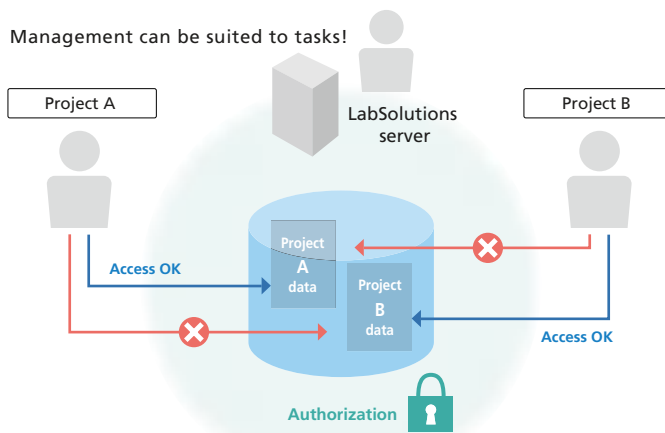 Management can be suited to tasks!
Project A
Project B
LabSolutions
server
Project
A
data
Access OK
Project
B
data
Access OK
Authorization